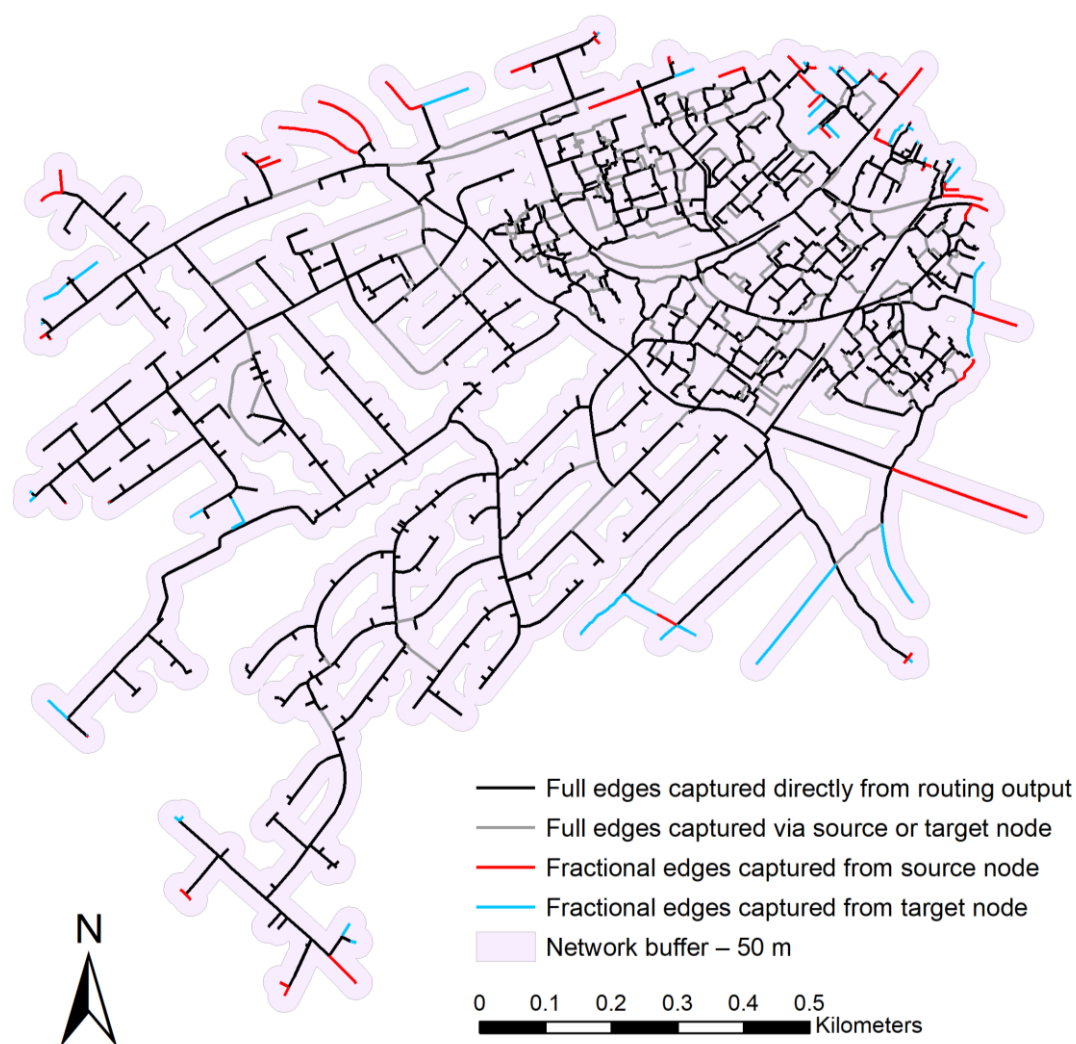 Full edges captured directly from routing output
Full edges captured via source or target node
Fractional edges captured from source node
Fractional edges captured from target node
Network buffer – 50 m
N
0 0.1 0.2 0.3 0.4 0.5
Kilometers